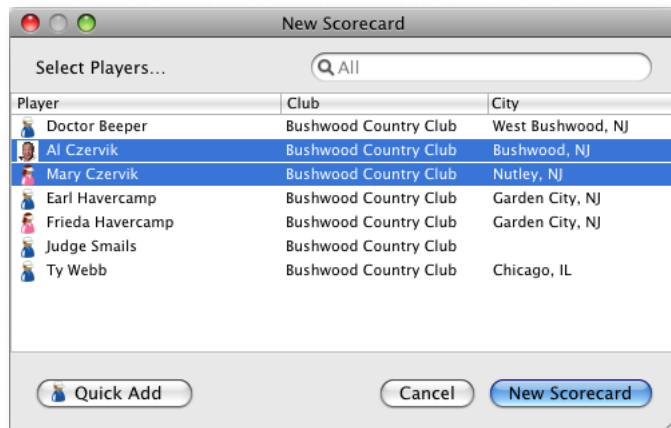 New Scorecard
Select Players... All
Player Club City
Doctor Beeper Bushwood Country Club West Bushwood, NJ
Al Czervik Bushwood Country Club Bushwood, NJ
Mary Czervik Bushwood Country Club Nutley, NJ
Earl Havercamp Bushwood Country Club Garden City, NJ
Frieda Havercamp Bushwood Country Club Garden City, NJ
Judge Smails Bushwood Country Club
Ty Webb Bushwood Country Club Chicago, IL
Quick Add Cancel New Scorecard